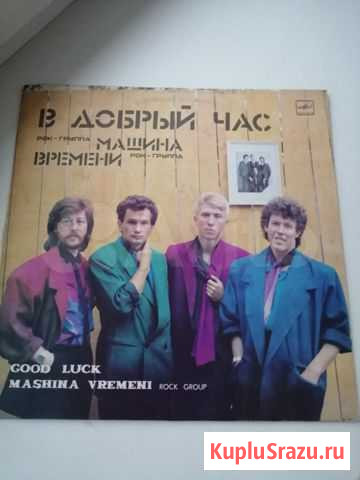 В ДОБРЫЙ ЧАС
РОК-ГРУППА МАШИНА
ВРЕМЕНИ РОК-ГРУППА
GOOD LUCK
MASHINA VREMENI ROCK GROUP
KupluSrazu.ru